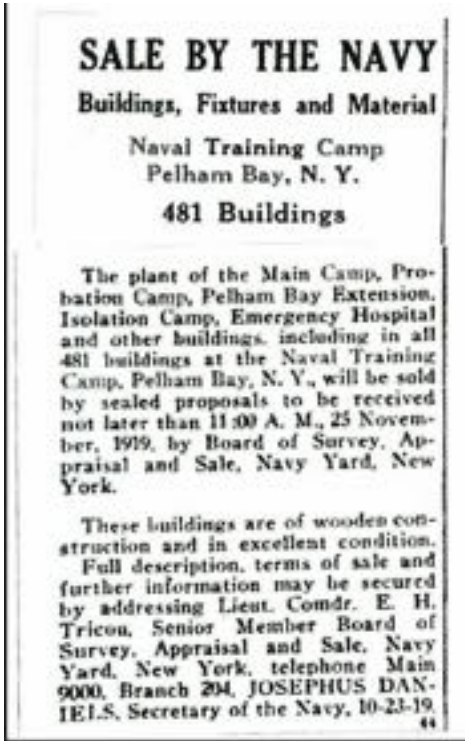 SALE BY THE NAVY
Buildings, Fixtures and Material
Naval Training Camp
Pelham Bay, N. Y.
481 Buildings
The plant of the Main Camp, Pro-
bation Camp, Pelham Bay Extension,
Isolation Camp, Emergency Hospital
and other buildings, including in all
481 buildings at the Naval Training
Camp, Pelham Bay, N. Y., will be sold
by sealed proposals to be received
not later than 11:00 A. M., 25 Novem-
ber, 1919, by Board of Survey, Ap-
praisal and Sale, Navy Yard, New
York.
These buildings are of wooden con-
struction and in excellent condition.
Full description, terms of sale and
further information may be secured
by addressing Lieut. Comdr. E. H.
Tricou, Senior Member Board of
Survey, Appraisal and Sale, Navy
Yard, New York, telephone Main
9000, Branch 204, JOSEPHUS DAN-
IELS, Secretary of the Navy, 10-23-19.
44